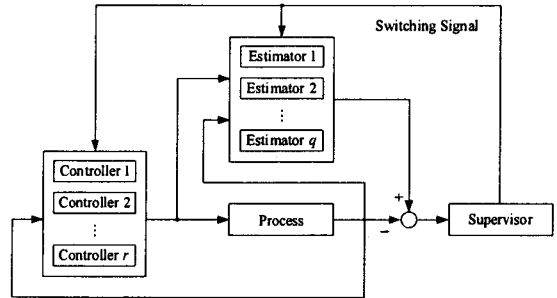 Switching Signal
Estimator 1
Estimator 2
⋮
Estimator q
Controller 1
Controller 2
⋮
Controller r
Process
+
−
Supervisor